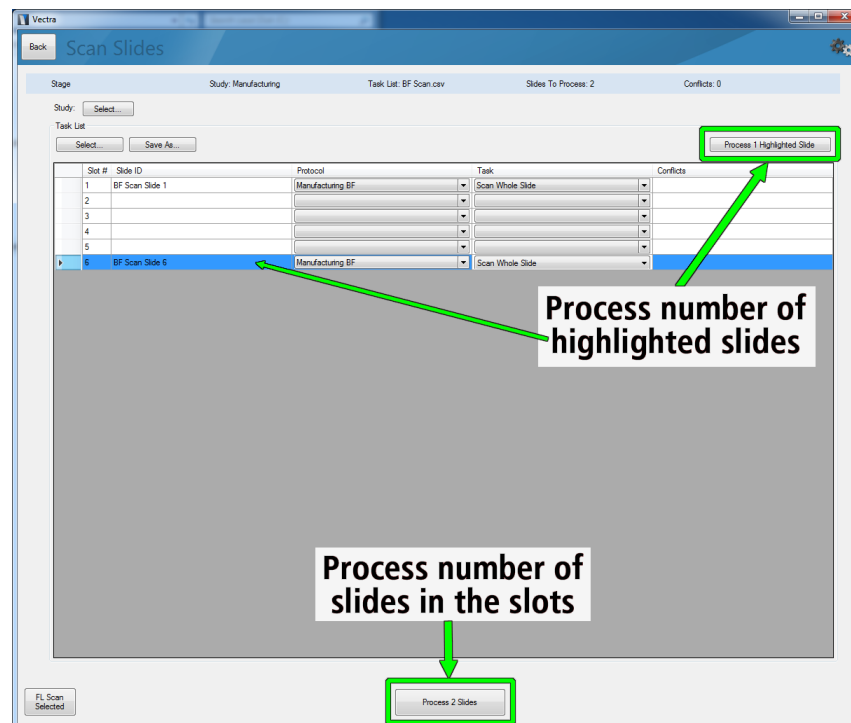 Vectra
Back Scan Slides
Stage Study: Manufacturing Task List: BF Scan.csv Slides To Process: 2 Conflicts: 0
Study: Select...
Task List
Select... Save As... Process 1 Highlighted Slide
Slot # Slide ID Protocol Task Conflicts
1 BF Scan Slide 1 Manufacturing BF Scan Whole Slide
2
3
4
5
6 BF Scan Slide 6 Manufacturing BF Scan Whole Slide
Process number of
highlighted slides
Process number of
slides in the slots
FL Scan
Selected
Process 2 Slides